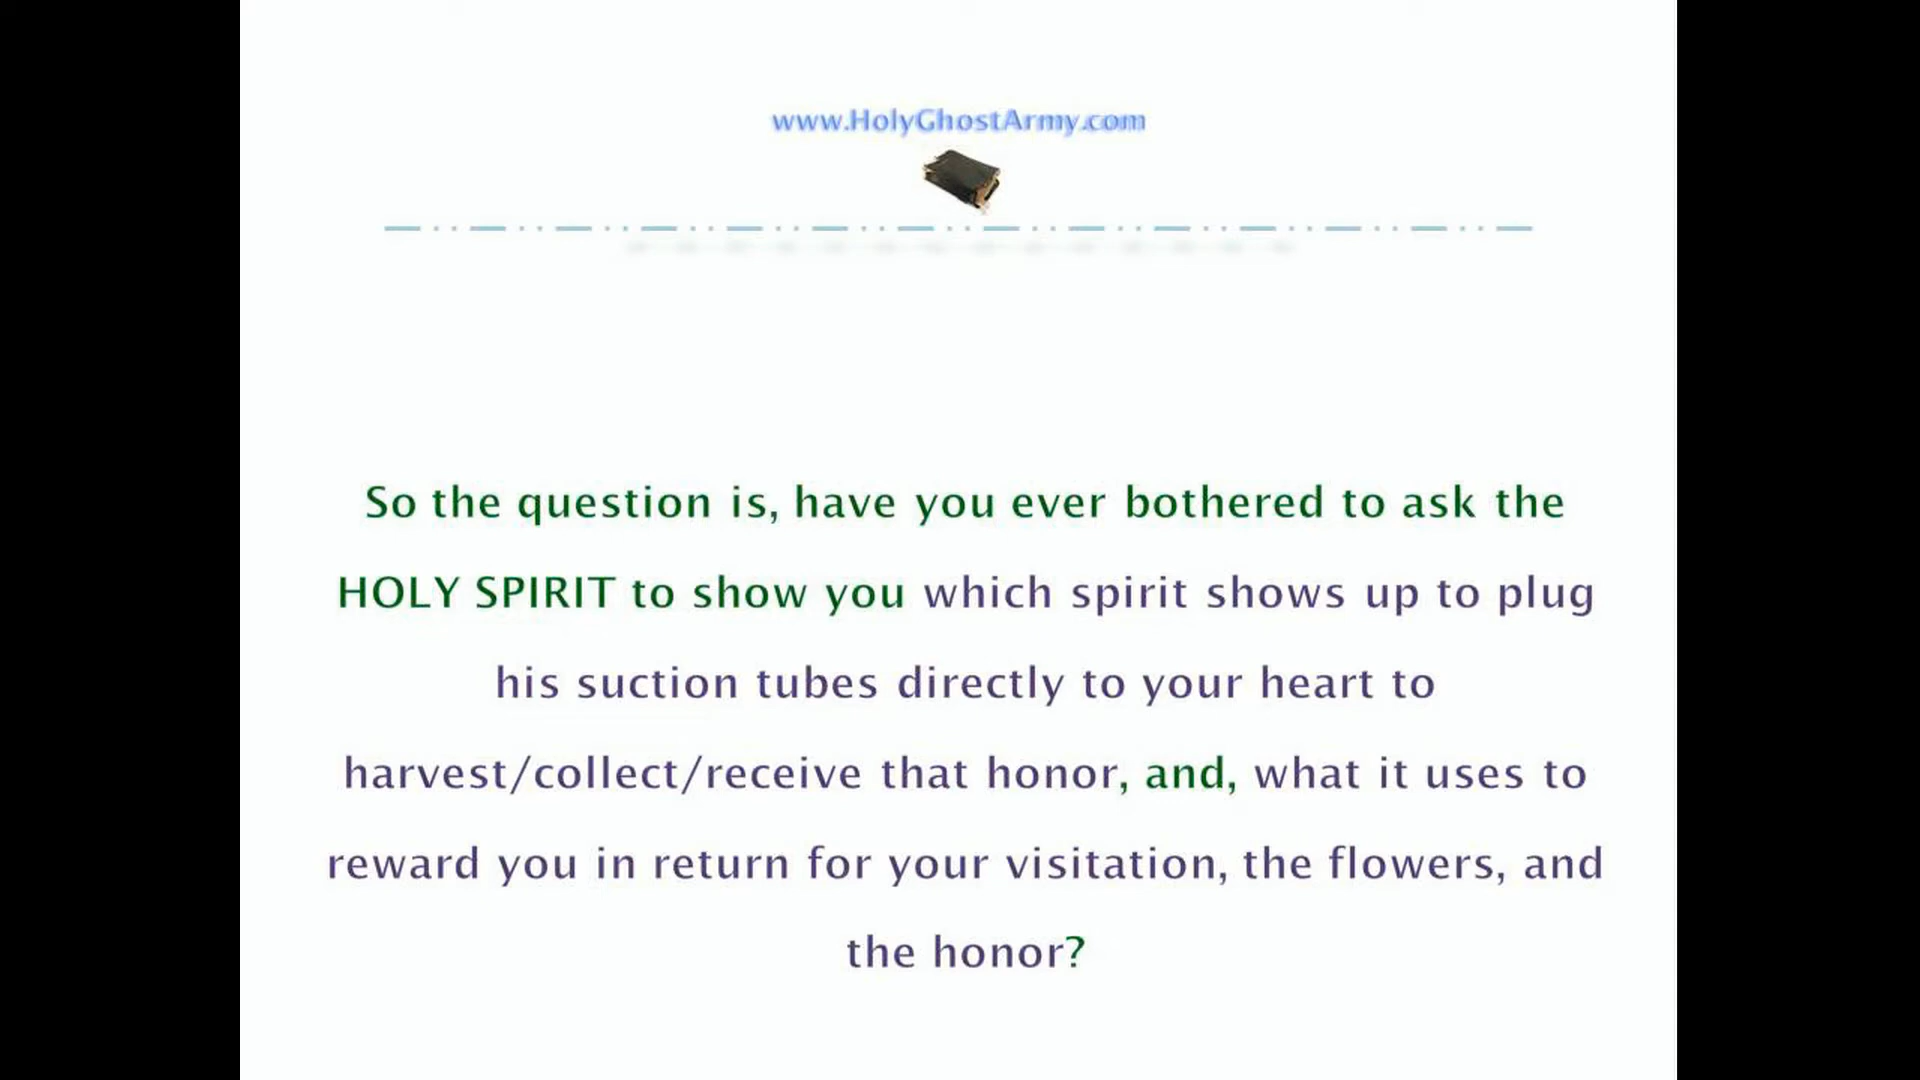 www.HolyGhostArmy.com
So the question is, have you ever bothered to ask the
HOLY SPIRIT to show you which spirit shows up to plug
his suction tubes directly to your heart to
harvest/collect/receive that honor, and, what it uses to
reward you in return for your visitation, the flowers, and
the honor?